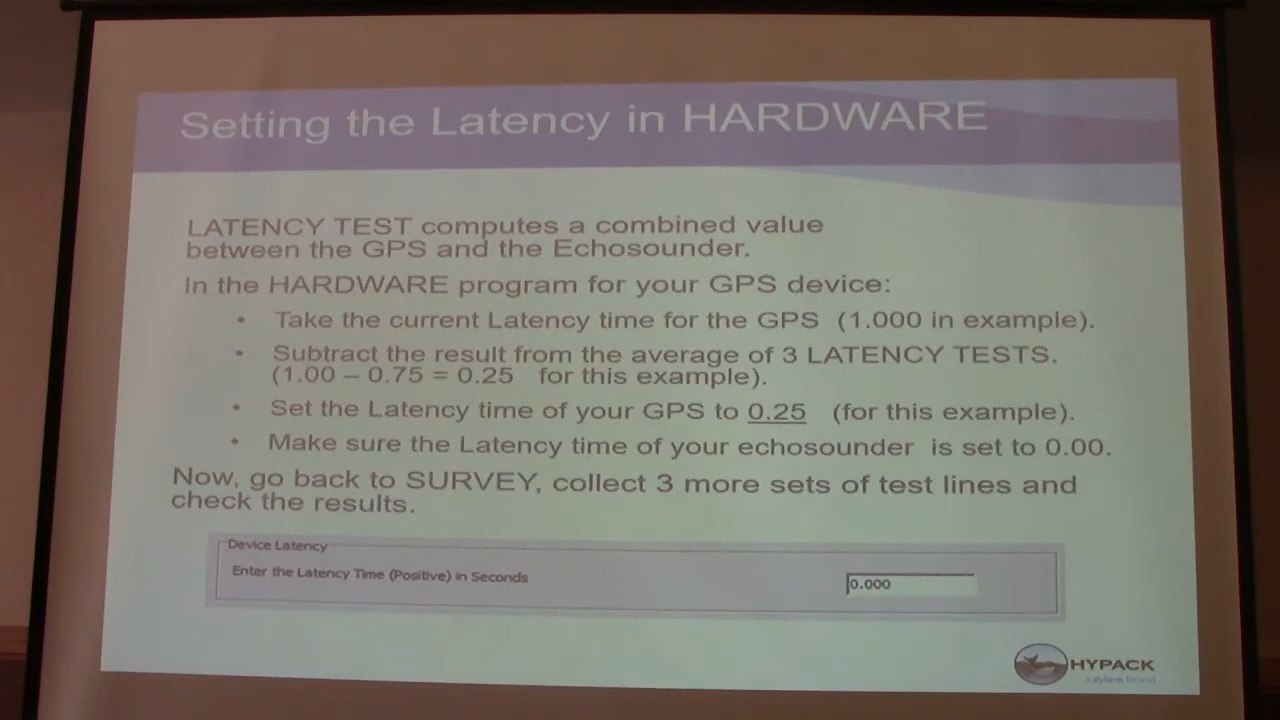 Setting the Latency in HARDWARE
LATENCY TEST computes a combined value
between the GPS and the Echosounder.
In the HARDWARE program for your GPS device:
• Take the current Latency time for the GPS (1.000 in example).
• Subtract the result from the average of 3 LATENCY TESTS.
(1.00 – 0.75 = 0.25 for this example).
• Set the Latency time of your GPS to 0.25 (for this example).
• Make sure the Latency time of your echosounder is set to 0.00.
Now, go back to SURVEY, collect 3 more sets of test lines and
check the results.
Device Latency
Enter the Latency Time (Positive) in Seconds
0.000
HYPACK
a xylem brand